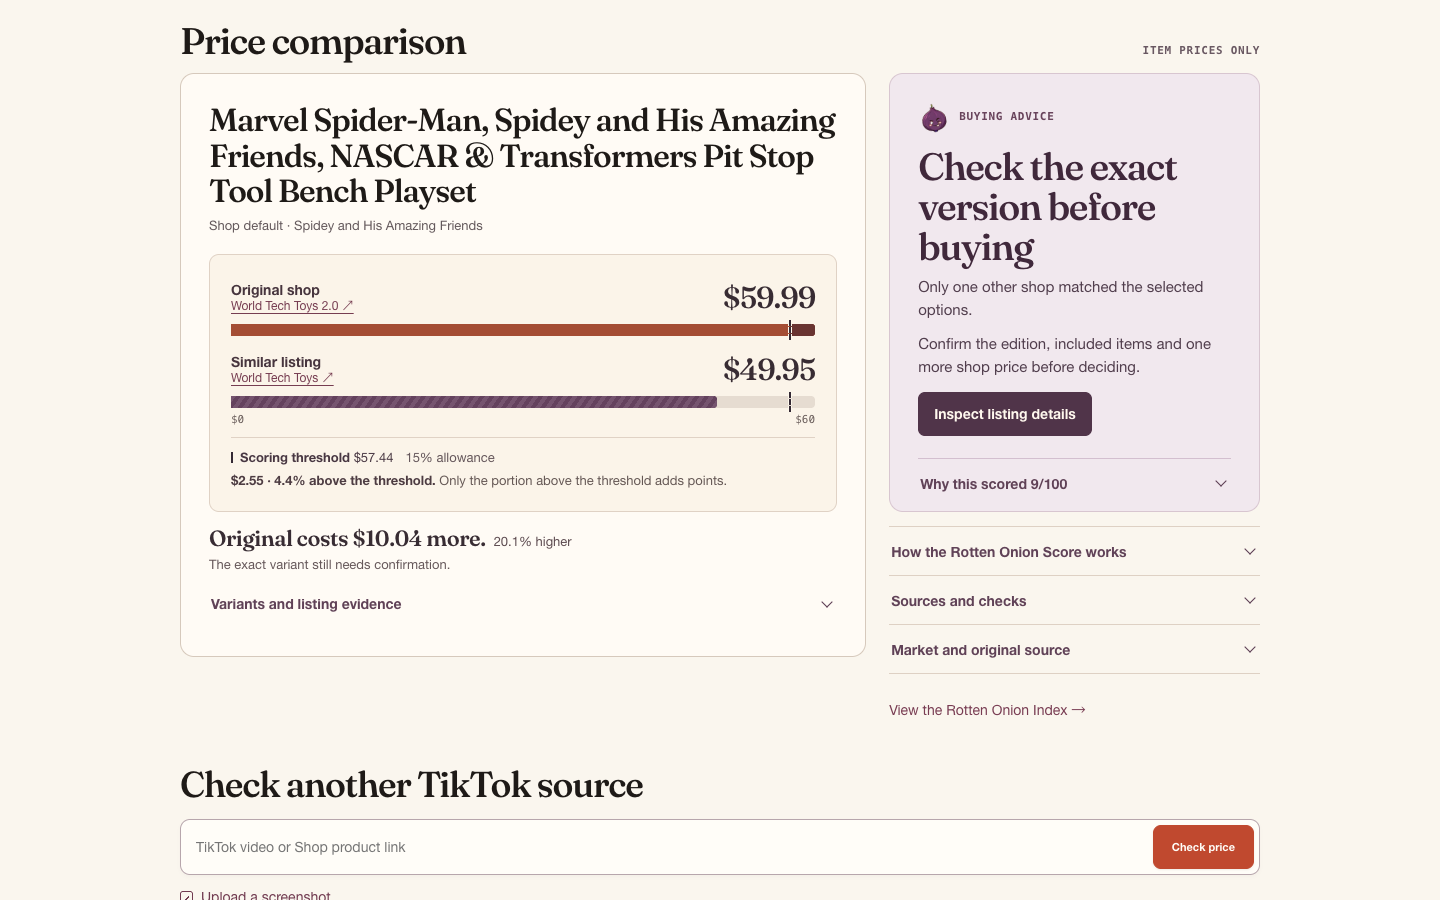 Price comparison
ITEM PRICES ONLY
Marvel Spider-Man, Spidey and His Amazing
Friends, NASCAR & Transformers Pit Stop
Tool Bench Playset
Shop default · Spidey and His Amazing Friends
Original shop
World Tech Toys 2.0 ↗
$59.99
Similar listing
World Tech Toys ↗
$49.95
$0
$60
Scoring threshold $57.44 15% allowance
$2.55 · 4.4% above the threshold. Only the portion above the threshold adds points.
Original costs $10.04 more. 20.1% higher
The exact variant still needs confirmation.
Variants and listing evidence
BUYING ADVICE
Check the exact
version before
buying
Only one other shop matched the selected
options.
Confirm the edition, included items and one
more shop price before deciding.
Inspect listing details
Why this scored 9/100
How the Rotten Onion Score works
Sources and checks
Market and original source
View the Rotten Onion Index →
Check another TikTok source
TikTok video or Shop product link
Check price
Upload a screenshot